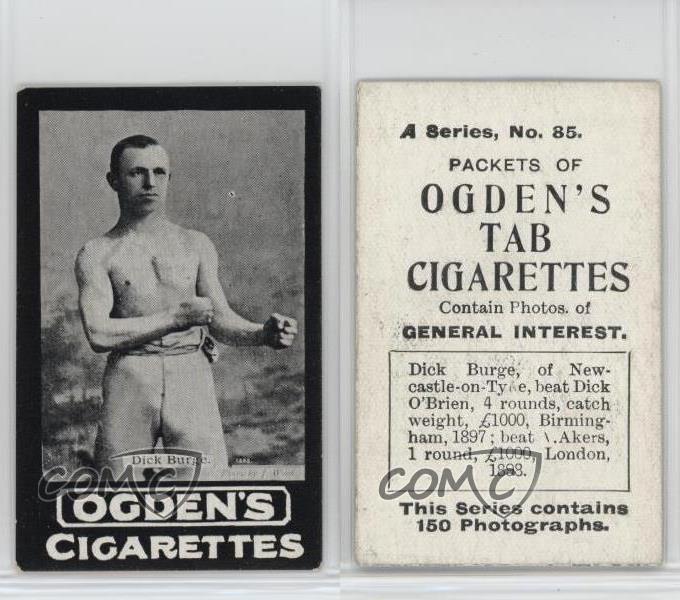 Dick Burge.
OGDEN'S
CIGARETTES
COMC
A Series, No. 85.
PACKETS OF
OGDEN'S
TAB
CIGARETTES
Contain Photos. of
GENERAL INTEREST.
Dick Burge, of New-
castle-on-Tyne, beat Dick
O'Brien, 4 rounds, catch
weight, £1000, Birming-
ham, 1897; beat .Akers,
1 round, £1000, London,
1898.
This Series contains
150 Photographs.
COMC